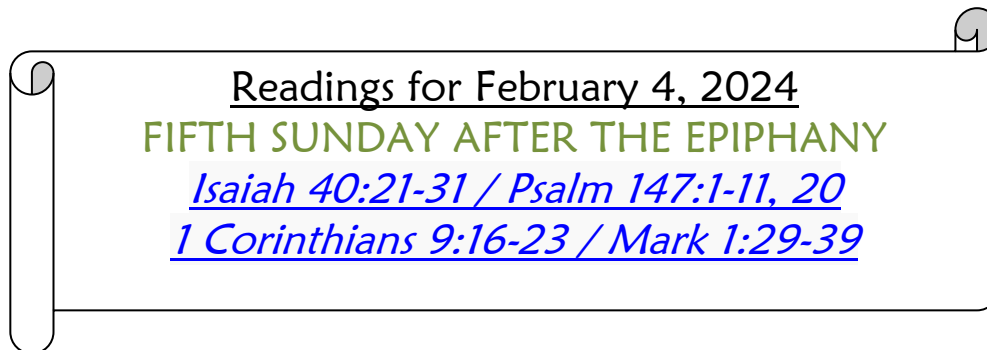 Readings for February 4, 2024
FIFTH SUNDAY AFTER THE EPIPHANY
Isaiah 40:21-31 / Psalm 147:1-11, 20
1 Corinthians 9:16-23 / Mark 1:29-39